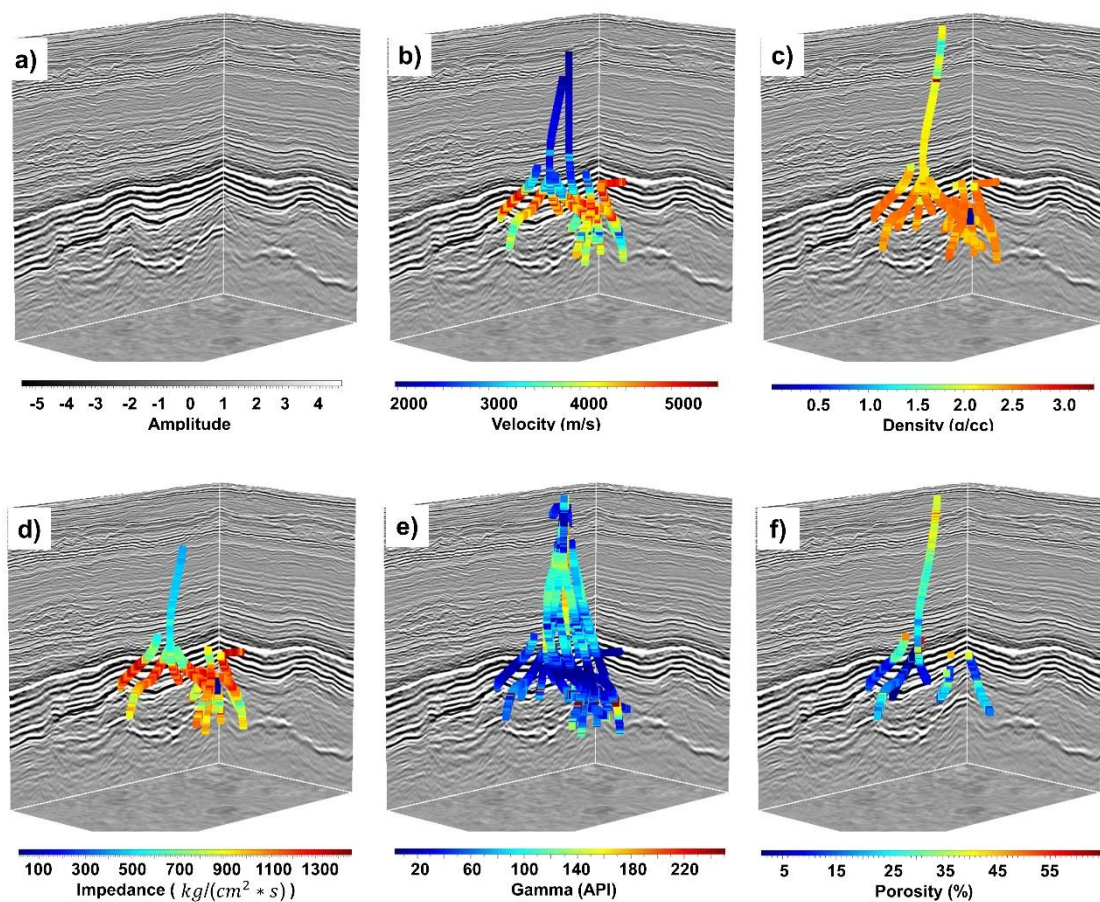 a)
b)
c)
-5 -4 -3 -2 -1 0 1 2 3 4
Amplitude
2000 3000 4000 5000
Velocity (m/s)
0.5 1.0 1.5 2.0 2.5 3.0
Density (g/cc)
d)
e)
f)
100 300 500 700 900 1100 1300
Impedance ( kg/(cm² * s) )
20 60 100 140 180 220
Gamma (API)
5 15 25 35 45 55
Porosity (%)